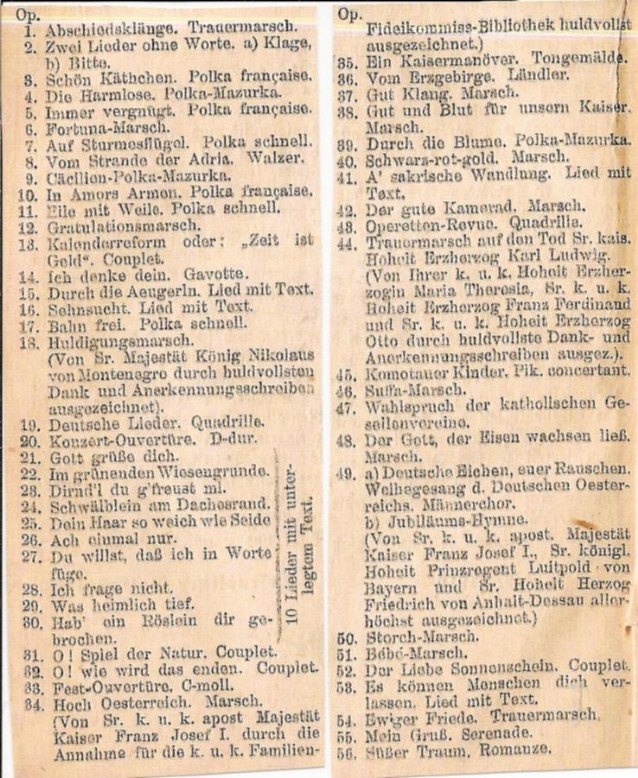 Op.
1. Abschiedsklänge. Trauermarsch.
2. Zwei Lieder ohne Worte. a) Klage,
b) Bitte.
3. Schön Käthchen. Polka française.
4. Die Harmlose. Polka-Mazurka.
5. Immer vergnügt. Polka française.
6. Fortuna-Marsch.
7. Auf Sturmesflügel. Polka schnell.
8. Vom Strande der Adria. Walzer.
9. Cäcilien-Polka-Mazurka.
10. In Amors Armen. Polka française.
11. Eile mit Weile. Polka schnell.
12. Gratulationsmarsch.
13. Kalenderreform oder: „Zeit ist
Geld“. Couplet.
14. Ich denke dein. Gavotte.
15. Durch die Aeugerln. Lied mit Text.
16. Sehnsucht. Lied mit Text.
17. Bahn frei. Polka schnell.
18. Huldigungsmarsch.
(Von Sr. Majestät König Nikolaus
von Montenegro durch huldvollsten
Dank und Anerkennungsschreiben
ausgezeichnet).
19. Deutsche Lieder. Quadrille.
20. Konzert-Ouvertüre. D-dur.
21. Gott grüße dich.
22. Im grünenden Wiesengrunde.
23. Dirnd'l du g'freust mi.
24. Schwälblein am Dachesrand.
25. Dein Haar so weich wie Seide
26. Ach einmal nur.
27. Du willst, daß ich in Worte
füge.
28. Ich frage nicht.
29. Was heimlich tief.
30. Hab' ein Röslein dir ge-
brochen.
10 Lieder mit unter-
legtem Text.
31. O! Spiel der Natur. Couplet.
32. O! wie wird das enden. Couplet.
33. Fest-Ouvertüre. C-moll.
34. Hoch Oesterreich. Marsch.
(Von Sr. k. u. k. apost Majestät
Kaiser Franz Josef I. durch die
Annahme für die k. u. k. Familien-
Op.
Fideikommiss-Bibliothek huldvollst
ausgezeichnet.)
35. Ein Kaisermanöver. Tongemälde.
36. Vom Erzgebirge. Ländler.
37. Gut Klang. Marsch.
38. Gut und Blut für unsern Kaiser.
Marsch.
39. Durch die Blume. Polka-Mazurka.
40. Schwarz-rot-gold. Marsch.
41. A' sakrische Wandlung. Lied mit
Text.
42. Der gute Kamerad. Marsch.
43. Operetten-Revue. Quadrille.
44. Trauermarsch auf den Tod Sr. kais.
Hoheit Erzherzog Karl Ludwig.
(Von Ihrer k. u. k. Hoheit Erzher-
zogin Maria Theresia, Sr. k. u. k.
Hoheit Erzherzog Franz Ferdinand
und Sr. k. u. k. Hoheit Erzherzog
Otto durch huldvollste Dank- und
Anerkennungsschreiben ausgez.).
45. Komotauer Kinder. Pik. concertant.
46. Suffa-Marsch.
47. Wahlspruch der katholischen Ge-
sellenvereine.
48. Der Gott, der Eisen wachsen ließ.
Marsch.
49. a) Deutsche Eichen, euer Rauschen.
Weihegesang d. Deutschen Oester-
reichs. Männerchor.
b) Jubiläums-Hymne.
(Von Sr. k. u. k. apost. Majestät
Kaiser Franz Josef I., Sr. königl.
Hoheit Prinzregent Luitpold von
Bayern und Sr. Hoheit Herzog
Friedrich von Anhalt-Dessau aller-
höchst ausgezeichnet.)
50. Storch-Marsch.
51. Bébé-Marsch.
52. Der Liebe Sonnenschein. Couplet.
53. Es können Menschen dich ver-
lassen. Lied mit Text.
54. Ewiger Friede. Trauermarsch.
55. Mein Gruß. Serenade.
56. Süßer Traum. Romanze.